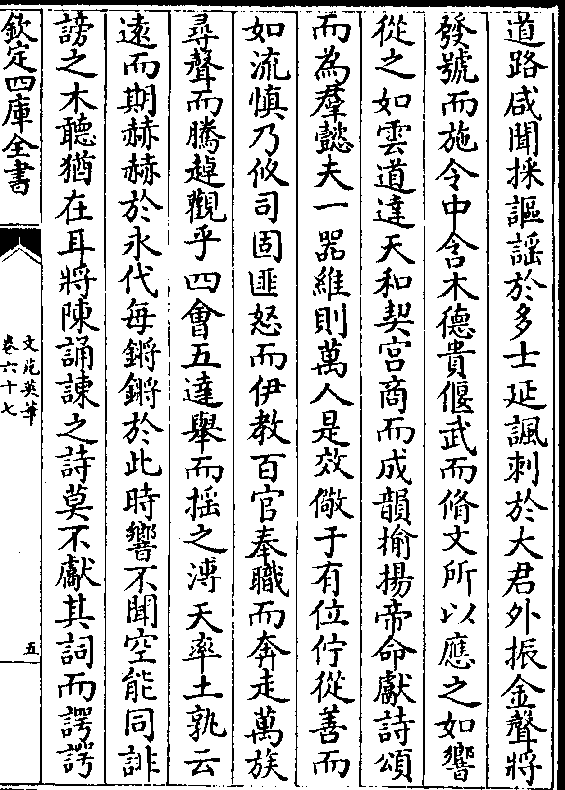 道路咸聞採謳謡於多士延諷刺於大君外振金聲將
發號而施令中含木德貴偃武而脩文所以應之如響
從之如雲道達天和契宫商而成韻揄揚帝命獻詩頌
而為羣懿夫一器維則萬人是效儆于有位佇從善而
如流慎乃攸司固匪怒而伊教百官奉職而奔走萬族
尋聲而騰趠觀乎四會五達舉而揺之溥天率土孰云
遠而期赫赫於永代每鏘鏘於此時響不聞空能同誹
謗之木聽猶在耳將陳誦諫之詩莫不獻其詞而諤諤
欽定四庫全書
文苑英華
卷六十七
五